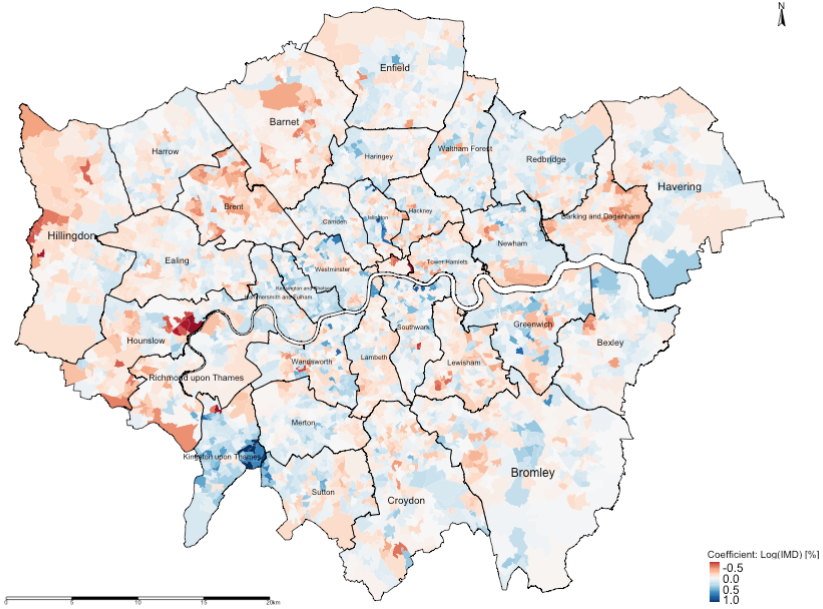 N
Enfield
Barnet
Harrow
Haringey
Waltham Forest
Redbridge
Havering
Brent
Camden
Islington
Hackney
Barking and Dagenham
Hillingdon
Ealing
Westminster
Tower Hamlets
Newham
Kensington and Chelsea
Hammersmith and Fulham
Hounslow
Southwark
Greenwich
Bexley
Richmond upon Thames
Wandsworth
Lambeth
Lewisham
Merton
Kingston upon Thames
Bromley
Sutton
Croydon
Coefficient: Log(IMD) [%]
-0.5
0.0
0.5
1.0
0 5 10 15 20km